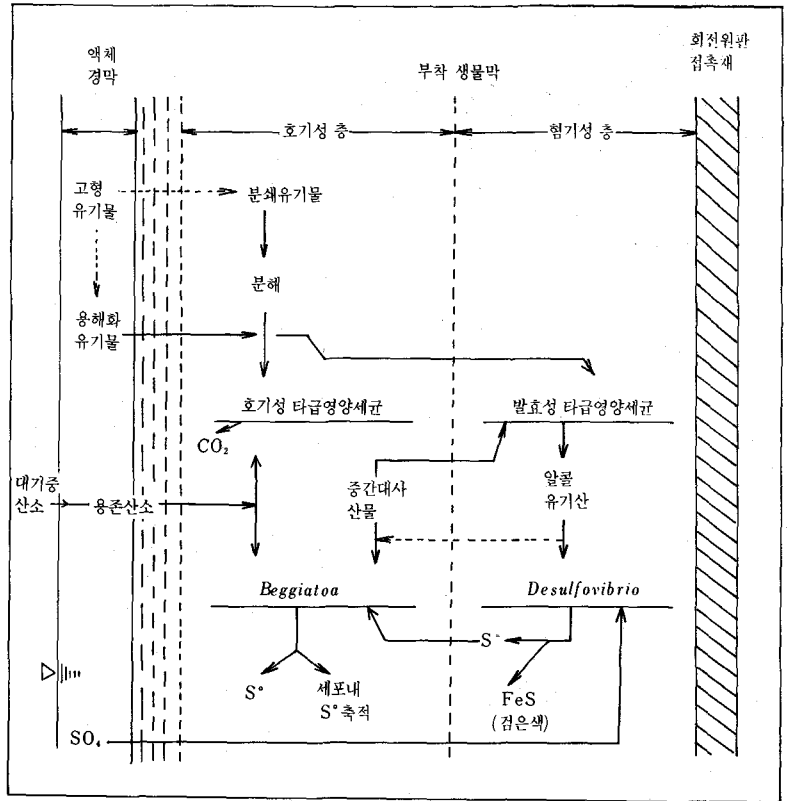 액체
경막
부착 생물막
회전원판
접촉재
호기성 층
혐기성 층
고형
유기물
분쇄유기물
분해
용해화
유기물
호기성 타급영양세균
발효성 타급영양세균
CO₂
대기중
산소
용존산소
중간대사
산물
알콜
유기산
Beggiatoa
Desulfovibrio
S⁻
S°
세포내
S°축적
FeS
(검은색)
SO₄